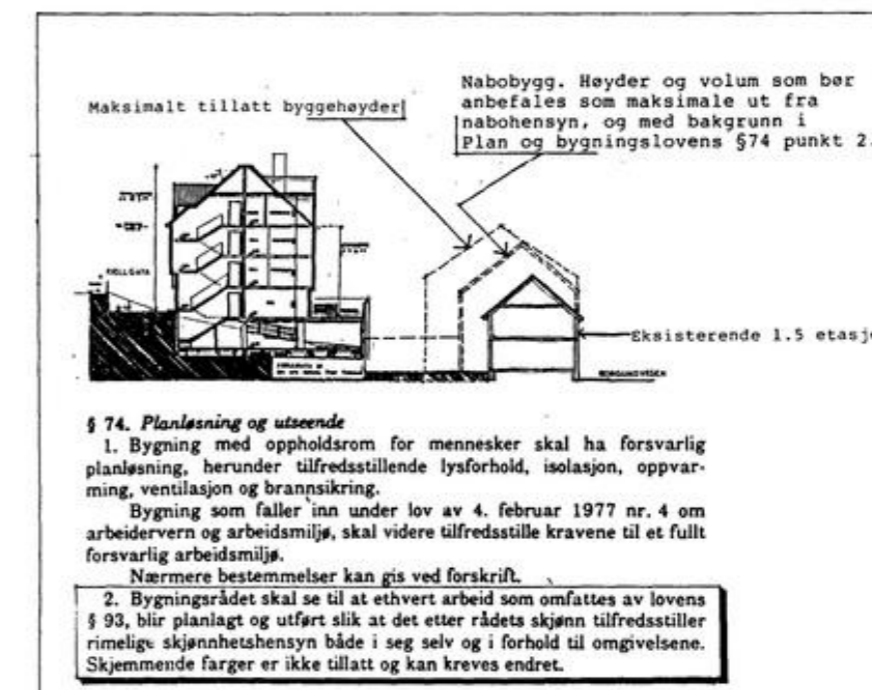 Maksimalt tillatt byggehøyder
Nabobygg. Høyder og volum som bør
anbefales som maksimale ut fra
nabohensyn, og med bakgrunn i
Plan og bygningslovens §74 punkt 2.
FJELLGATA
Eksisterende 1.5 etasje
BORGUNDVEIEN
§ 74. Planløsning og utseende
1. Bygning med oppholdsrom for mennesker skal ha forsvarlig
planløsning, herunder tilfredsstillende lysforhold, isolasjon, oppvar-
ming, ventilasjon og brannsikring.
Bygning som faller inn under lov av 4. februar 1977 nr. 4 om
arbeidervern og arbeidsmiljø, skal videre tilfredsstille kravene til et fullt
forsvarlig arbeidsmiljø.
Nærmere bestemmelser kan gis ved forskrift.
2. Bygningsrådet skal se til at ethvert arbeid som omfattes av lovens
§ 93, blir planlagt og utført slik at det etter rådets skjønn tilfredsstiller
rimelige skjønnhetshensyn både i seg selv og i forhold til omgivelsene.
Skjemmende farger er ikke tillatt og kan kreves endret.